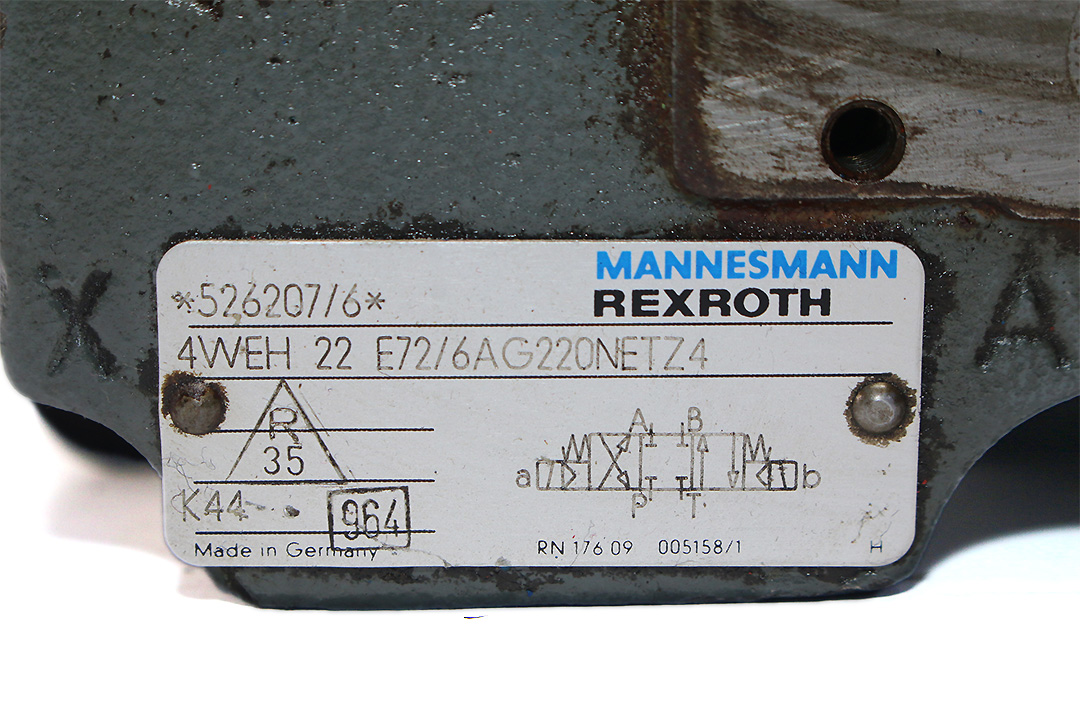 MANNESMANN
*526207/6* REXROTH
4WEH 22 E72/6AG220NETZ4
R
35
A B
a b
K44
P T
964
Made in Germany RN 176 09 005158/1 H
X A